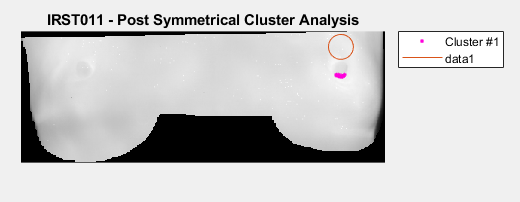 IRST011 - Post Symmetrical Cluster Analysis
Cluster #1
data1